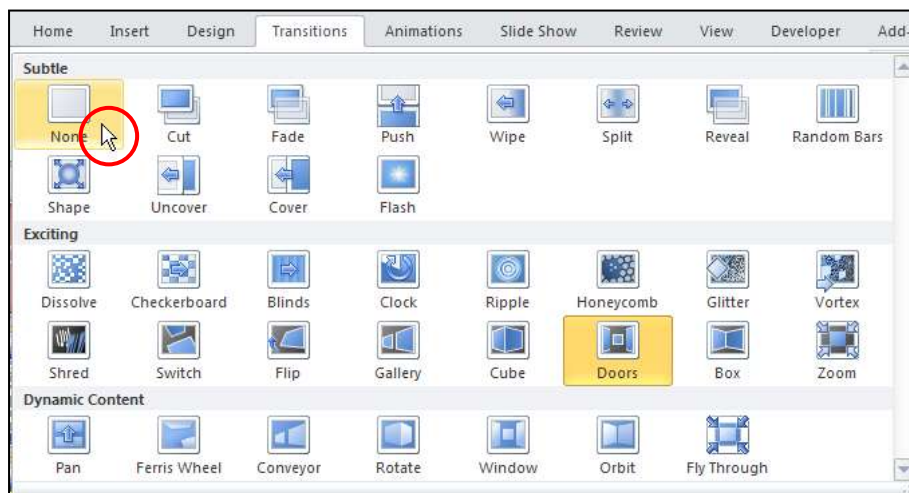 Home Insert Design Transitions Animations Slide Show Review View Developer Add-
Subtle
None Cut Fade Push Wipe Split Reveal Random Bars
Shape Uncover Cover Flash
Exciting
Dissolve Checkerboard Blinds Clock Ripple Honeycomb Glitter Vortex
Shred Switch Flip Gallery Cube Doors Box Zoom
Dynamic Content
Pan Ferris Wheel Conveyor Rotate Window Orbit Fly Through